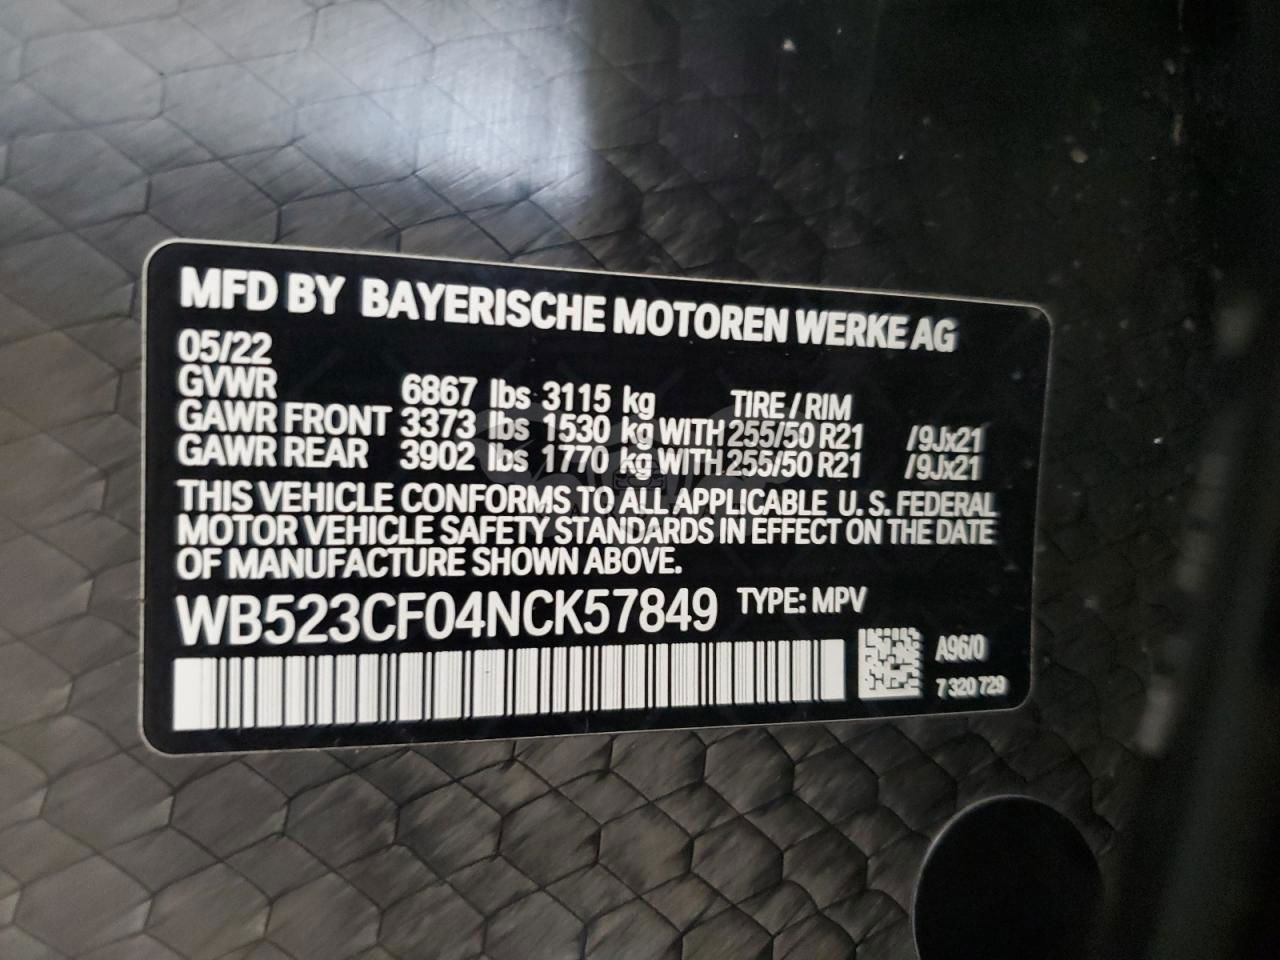 MFD BY BAYERISCHE MOTOREN WERKE AG
05/22
GVWR 6867 lbs 3115 kg TIRE / RIM
GAWR FRONT 3373 lbs 1530 kg WITH 255/50 R21 /9Jx21
GAWR REAR 3902 lbs 1770 kg WITH 255/50 R21 /9Jx21
THIS VEHICLE CONFORMS TO ALL APPLICABLE U.S. FEDERAL
MOTOR VEHICLE SAFETY STANDARDS IN EFFECT ON THE DATE
OF MANUFACTURE SHOWN ABOVE.
WB523CF04NCK57849 TYPE: MPV
A96/0
7 320 729